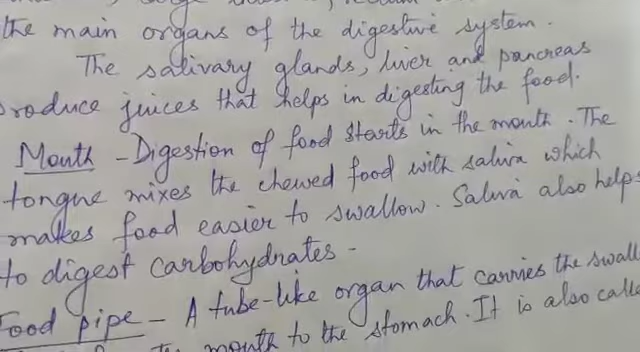 the main organs of the digestive system.
The salivary glands, liver and pancreas
produce juices that helps in digesting the food.
Mouth - Digestion of food starts in the mouth. The
tongue mixes the chewed food with saliva which
makes food easier to swallow. Saliva also helps
to digest carbohydrates -
Food pipe - A tube-like organ that carries the swall
mouth to the stomach. It is also calle